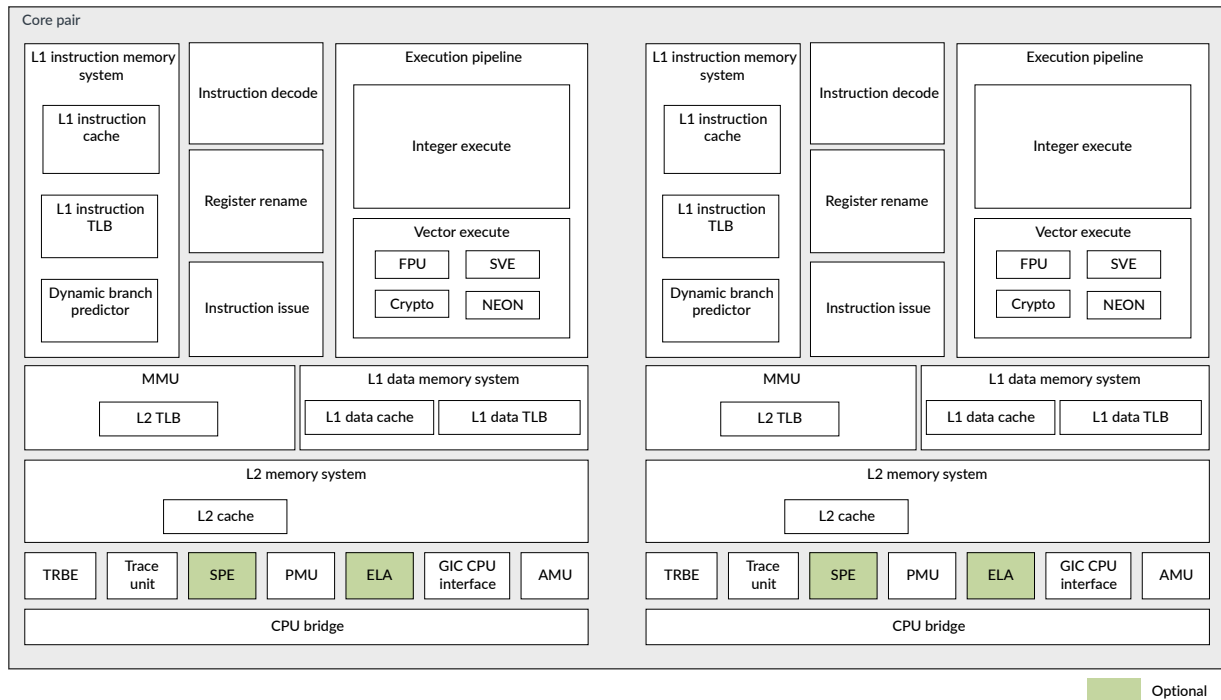 Core pair
L1 instruction memory
system
L1 instruction
cache
L1 instruction
TLB
Dynamic branch
predictor
Instruction decode
Register rename
Instruction issue
Execution pipeline
Integer execute
Vector execute
FPU
SVE
Crypto
NEON
MMU
L2 TLB
L1 data memory system
L1 data cache
L1 data TLB
L2 memory system
L2 cache
TRBE
Trace
unit
SPE
PMU
ELA
GIC CPU
interface
AMU
CPU bridge
L1 instruction memory
system
L1 instruction
cache
L1 instruction
TLB
Dynamic branch
predictor
Instruction decode
Register rename
Instruction issue
Execution pipeline
Integer execute
Vector execute
FPU
SVE
Crypto
NEON
MMU
L2 TLB
L1 data memory system
L1 data cache
L1 data TLB
L2 memory system
L2 cache
TRBE
Trace
unit
SPE
PMU
ELA
GIC CPU
interface
AMU
CPU bridge
Optional